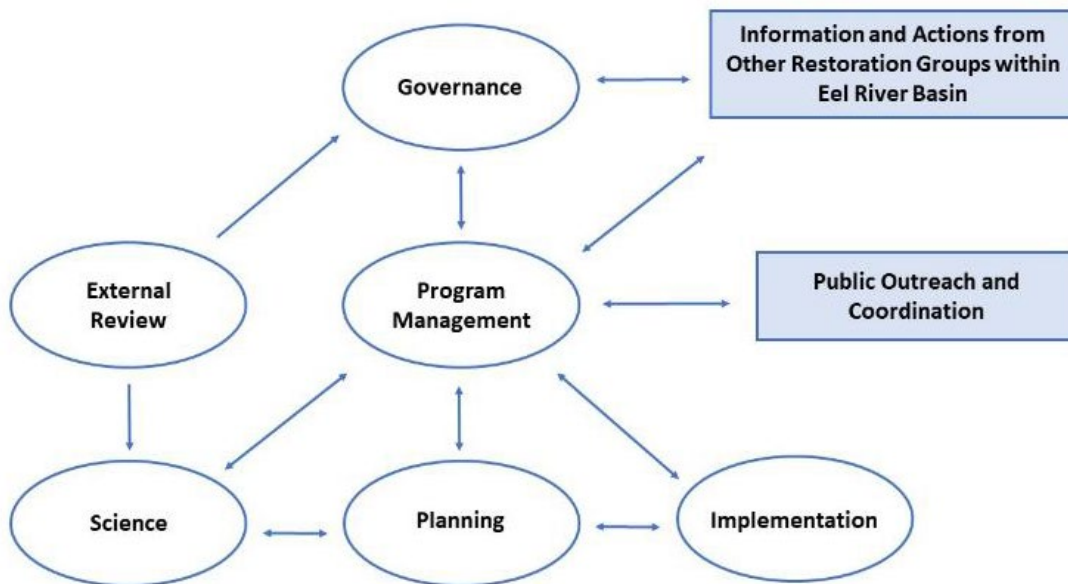 Governance
Information and Actions from
Other Restoration Groups within
Eel River Basin
External
Review
Program
Management
Public Outreach and
Coordination
Science
Planning
Implementation